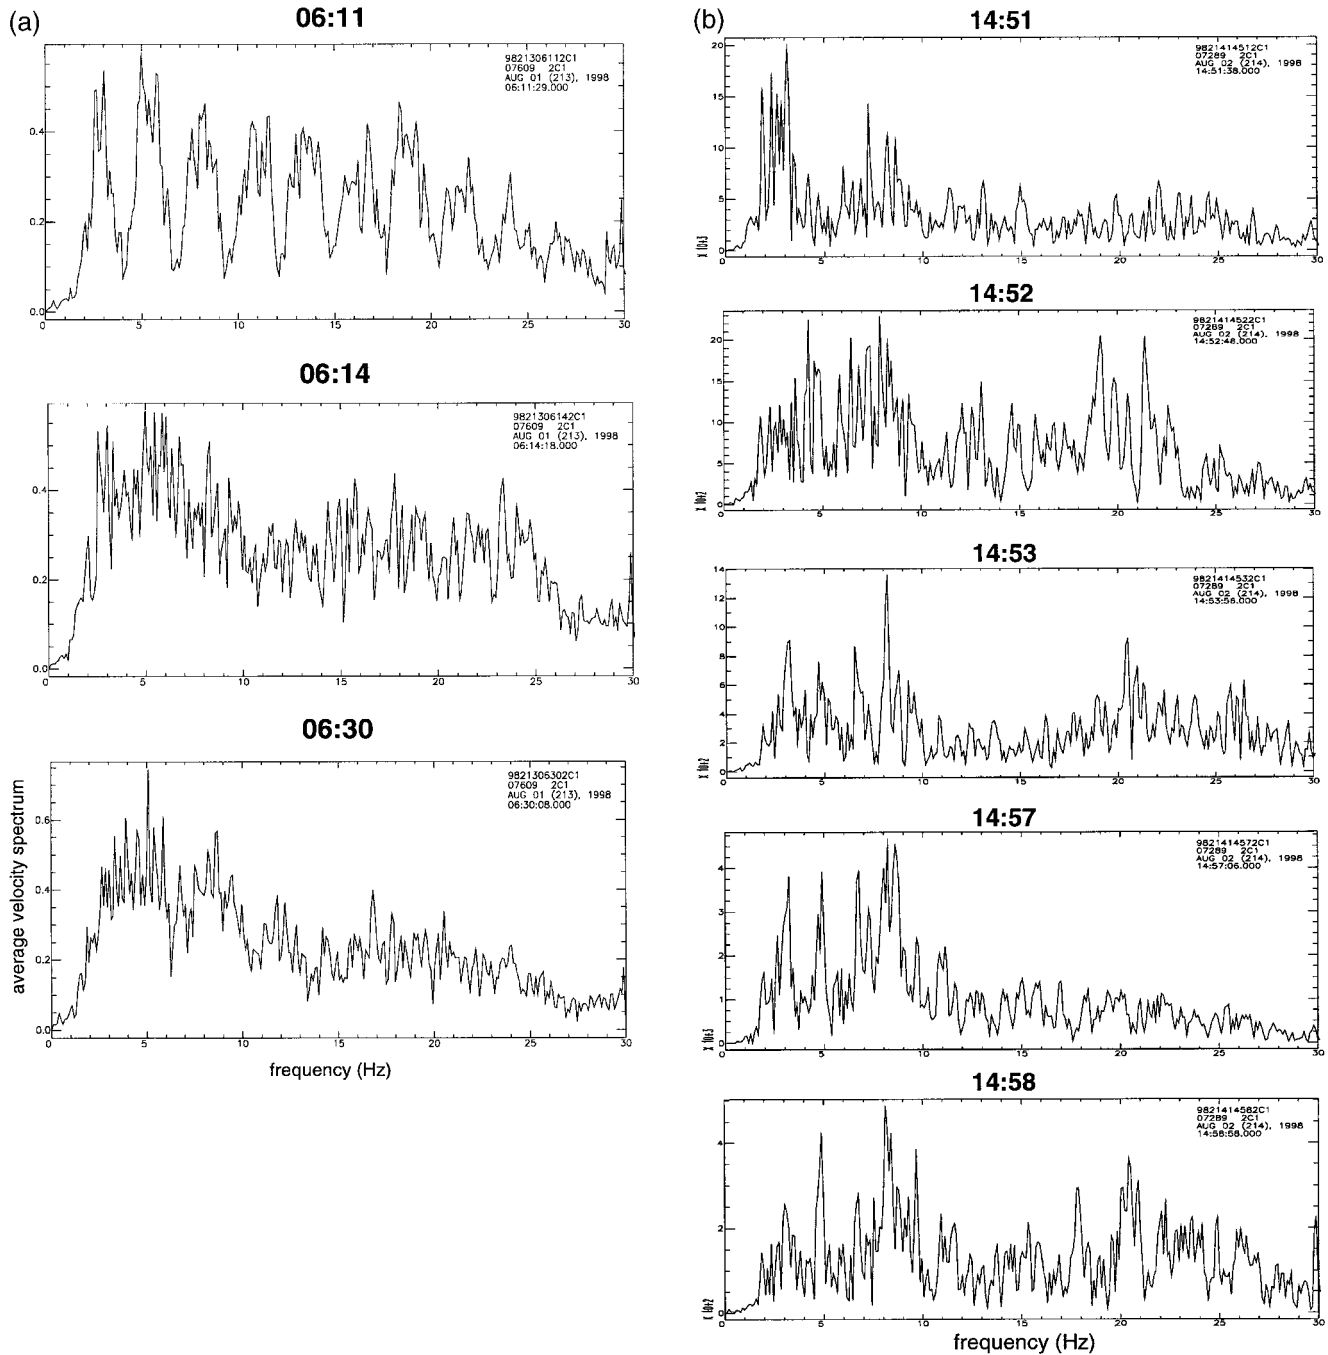 (a)
06:11
9821306112C1
07609 2C1
AUG 01 (213), 1998
06:11:29.000
0.4
0.2
0.0
0 5 10 15 20 25 30
06:14
9821306142C1
07609 2C1
AUG 01 (213), 1998
06:14:18.000
0.4
0.2
0.0
0 5 10 15 20 25 30
06:30
9821306302C1
07609 2C1
AUG 01 (213), 1998
06:30:08.000
0.6
0.4
0.2
0.0
0 5 10 15 20 25 30
average velocity spectrum
frequency (Hz)
(b)
14:51
9821414512C1
07289 2C1
AUG 02 (214), 1998
14:51:38.000
20
15
10
5
0
X 10e3
0 5 10 15 20 25 30
14:52
9821414522C1
07289 2C1
AUG 02 (214), 1998
14:52:48.000
20
15
10
5
0
X 10e2
0 5 10 15 20 25 30
14:53
9821414532C1
07289 2C1
AUG 02 (214), 1998
14:53:58.000
14
12
10
8
6
4
2
0
X 10e2
0 5 10 15 20 25 30
14:57
9821414572C1
07289 2C1
AUG 02 (214), 1998
14:57:06.000
4
3
2
1
0
X 10e3
0 5 10 15 20 25 30
14:58
9821414582C1
07289 2C1
AUG 02 (214), 1998
14:58:58.000
4
2
0
X 10e2
0 5 10 15 20 25 30
frequency (Hz)